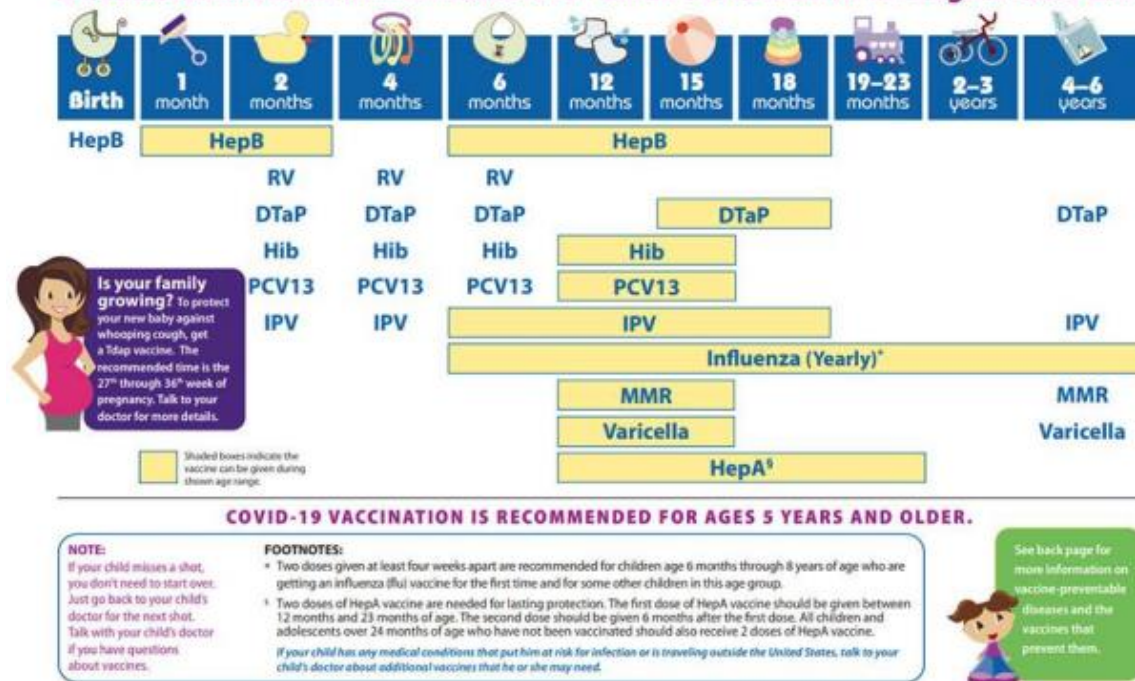 Birth
1 month
2 months
4 months
6 months
12 months
15 months
18 months
19–23 months
2–3 years
4–6 years
HepB HepB HepB
RV RV RV
DTaP DTaP DTaP DTaP DTaP
Hib Hib Hib Hib
PCV13 PCV13 PCV13 PCV13
IPV IPV IPV IPV
Influenza (Yearly)*
MMR MMR
Varicella Varicella
HepA§
Is your family
growing? To protect
your new baby against
whooping cough, get
a Tdap vaccine. The
recommended time is the
27th through 36th week of
pregnancy. Talk to your
doctor for more details.
Shaded boxes indicate the
vaccine can be given during
shown age range.
COVID-19 VACCINATION IS RECOMMENDED FOR AGES 5 YEARS AND OLDER.
NOTE:
If your child misses a shot,
you don't need to start over.
Just go back to your child's
doctor for the next shot.
Talk with your child's doctor
if you have questions
about vaccines.
FOOTNOTES:
* Two doses given at least four weeks apart are recommended for children age 6 months through 8 years of age who are
getting an influenza (flu) vaccine for the first time and for some other children in this age group.
§ Two doses of HepA vaccine are needed for lasting protection. The first dose of HepA vaccine should be given between
12 months and 23 months of age. The second dose should be given 6 months after the first dose. All children and
adolescents over 24 months of age who have not been vaccinated should also receive 2 doses of HepA vaccine.
If your child has any medical conditions that put him at risk for infection or is traveling outside the United States, talk to your
child's doctor about additional vaccines that he or she may need.
See back page for
more information on
vaccine-preventable
diseases and the
vaccines that
prevent them.